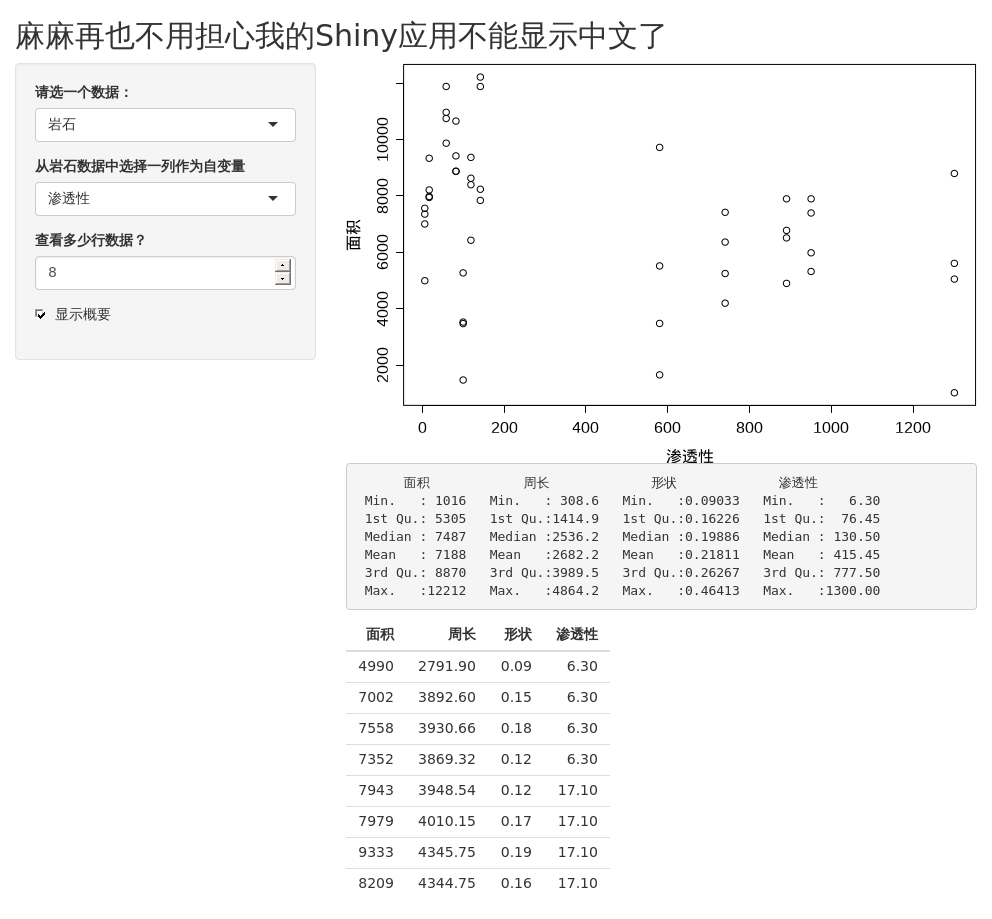 麻麻再也不用担心我的Shiny应用不能显示中文了
请选一个数据：
岩石
从岩石数据中选择一列作为自变量
渗透性
查看多少行数据？
8
显示概要
面积
10000
8000
6000
4000
2000
0 200 400 600 800 1000 1200
渗透性
面积 周长 形状 渗透性
Min. : 1016 Min. : 308.6 Min. :0.09033 Min. : 6.30
1st Qu.: 5305 1st Qu.:1414.9 1st Qu.:0.16226 1st Qu.: 76.45
Median : 7487 Median :2536.2 Median :0.19886 Median : 130.50
Mean : 7188 Mean :2682.2 Mean :0.21811 Mean : 415.45
3rd Qu.: 8870 3rd Qu.:3989.5 3rd Qu.:0.26267 3rd Qu.: 777.50
Max. :12212 Max. :4864.2 Max. :0.46413 Max. :1300.00
面积 周长 形状 渗透性
4990 2791.90 0.09 6.30
7002 3892.60 0.15 6.30
7558 3930.66 0.18 6.30
7352 3869.32 0.12 6.30
7943 3948.54 0.12 17.10
7979 4010.15 0.17 17.10
9333 4345.75 0.19 17.10
8209 4344.75 0.16 17.10